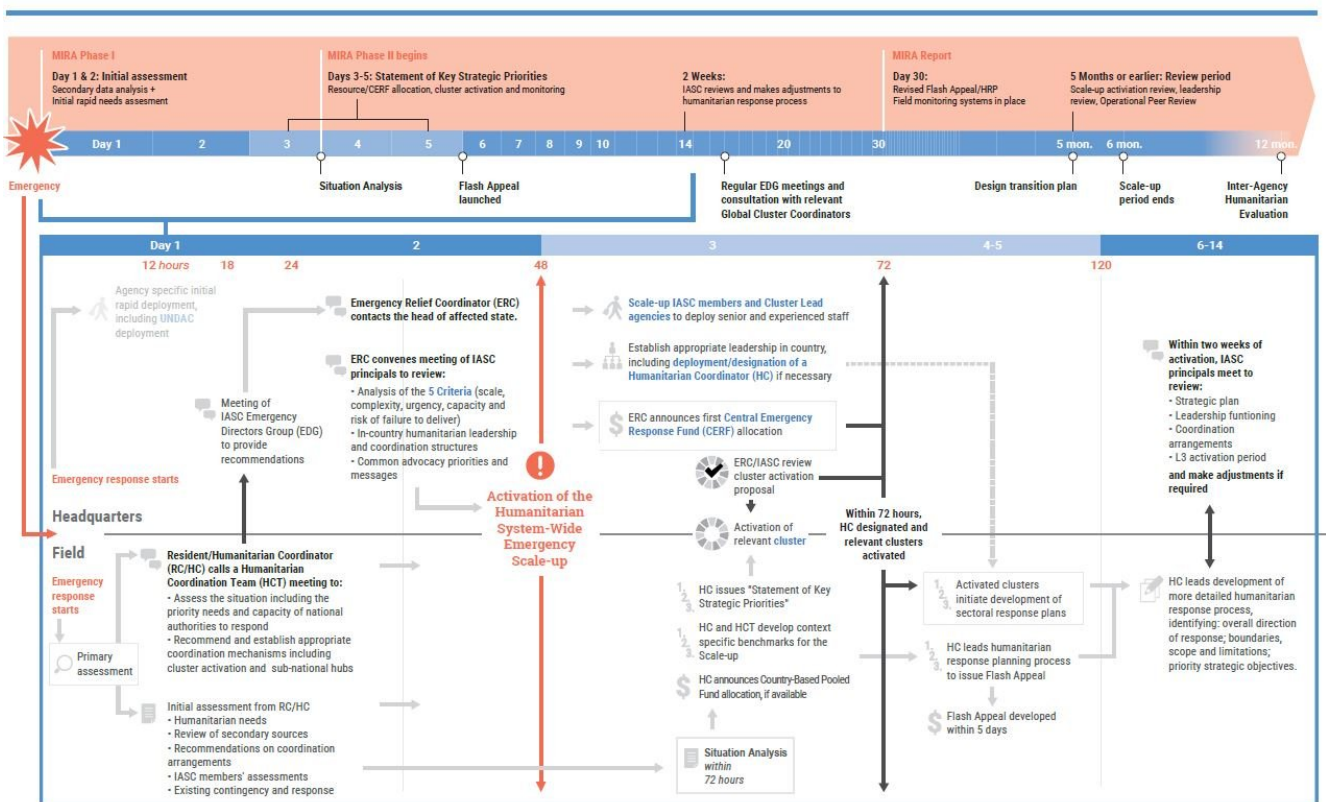 MIRA Phase I
Day 1 & 2: Initial assessment
Secondary data analysis +
Initial rapid needs assesment
MIRA Phase II begins
Days 3-5: Statement of Key Strategic Priorities
Resource/CERF allocation, cluster activation and monitoring
2 Weeks:
IASC reviews and makes adjustments to
humanitarian response process
MIRA Report
Day 30:
Revised Flash Appeal/HRP
Field monitoring systems in place
5 Months or earlier: Review period
Scale-up activiation review, leadership
review, Operational Peer Review
Day 1 2 3 4 5 6 7 8 9 10 14 20 30 5 mon. 6 mon. 12 mon.
Emergency
Situation Analysis
Flash Appeal
launched
Regular EDG meetings and
consultation with relevant
Global Cluster Coordinators
Design transition plan
Scale-up
period ends
Inter-Agency
Humanitarian
Evaluation
Day 1 2 3 4-5 6-14
12 hours 18 24 48 72 120
Agency specific initial
rapid deployment,
including UNDAC
deployment
Emergency response starts
Headquarters
Field
Emergency
response
starts
Primary
assessment
Meeting of
IASC Emergency
Directors Group (EDG)
to provide
recommendations
Emergency Relief Coordinator (ERC)
contacts the head of affected state.
ERC convenes meeting of IASC
principals to review:
- Analysis of the 5 Criteria (scale,
complexity, urgency, capacity and
risk of failure to deliver)
- In-country humanitarian leadership
and coordination structures
- Common advocacy priorities and
messages
Resident/Humanitarian Coordinator
(RC/HC) calls a Humanitarian
Coordination Team (HCT) meeting to:
• Assess the situation including the
priority needs and capacity of national
authorities to respond
• Recommend and establish appropriate
coordination mechanisms including
cluster activation and sub-national hubs
Initial assessment from RC/HC
• Humanitarian needs
• Review of secondary sources
• Recommendations on coordination
arrangements
• IASC members' assessments
• Existing contingency and response
!
Activation of the
Humanitarian
System-Wide
Emergency
Scale-up
Scale-up IASC members and Cluster Lead
agencies to deploy senior and experienced staff
Establish appropriate leadership in country,
including deployment/designation of a
Humanitarian Coordinator (HC) if necessary
$
ERC announces first Central Emergency
Response Fund (CERF) allocation
ERC/IASC review
cluster activation
proposal
Activation of
relevant cluster
1. 2. 3.
HC issues "Statement of Key
Strategic Priorities"
1. 2. 3.
HC and HCT develop context
specific benchmarks for the
Scale-up
$
HC announces Country-Based Pooled
Fund allocation, if available
Situation Analysis
within
72 hours
Within 72 hours,
HC designated and
relevant clusters
activated
1. 2. 3.
Activated clusters
initiate development of
sectoral response plans
1. 2. 3.
HC leads humanitarian
response planning process
to issue Flash Appeal
$
Flash Appeal developed
within 5 days
Within two weeks of
activation, IASC
principals meet to
review:
- Strategic plan
- Leadership funtioning
- Coordination
arrangements
- L3 activation period
and make adjustments if
required
HC leads development of
more detailed humanitarian
response process,
identifying: overall direction
of response; boundaries,
scope and limitations;
priority strategic objectives.